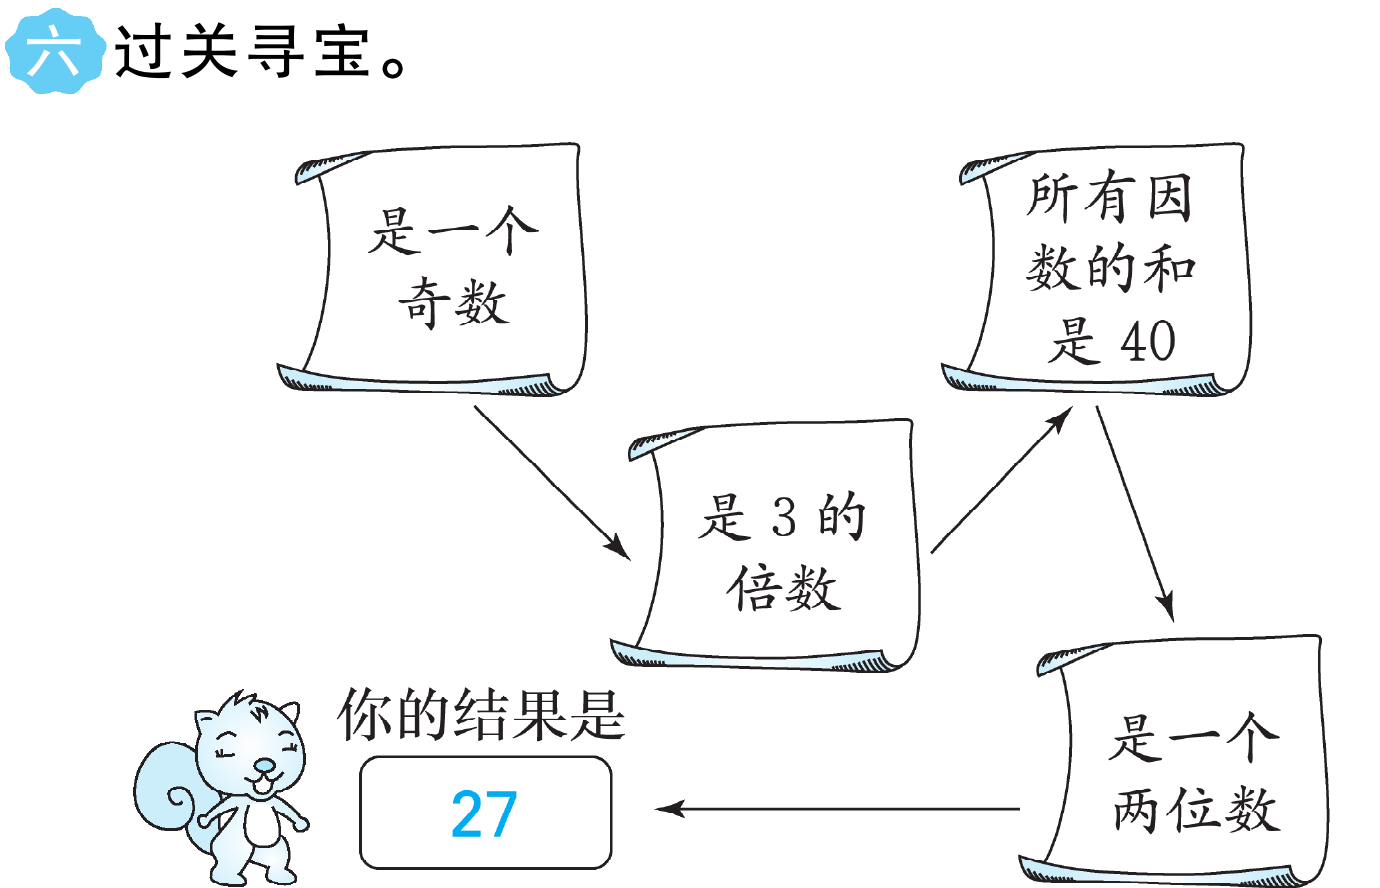 六 过关寻宝。
是一个
奇数
所有因
数的和
是 40
是 3 的
倍数
是一个
两位数
你的结果是
27